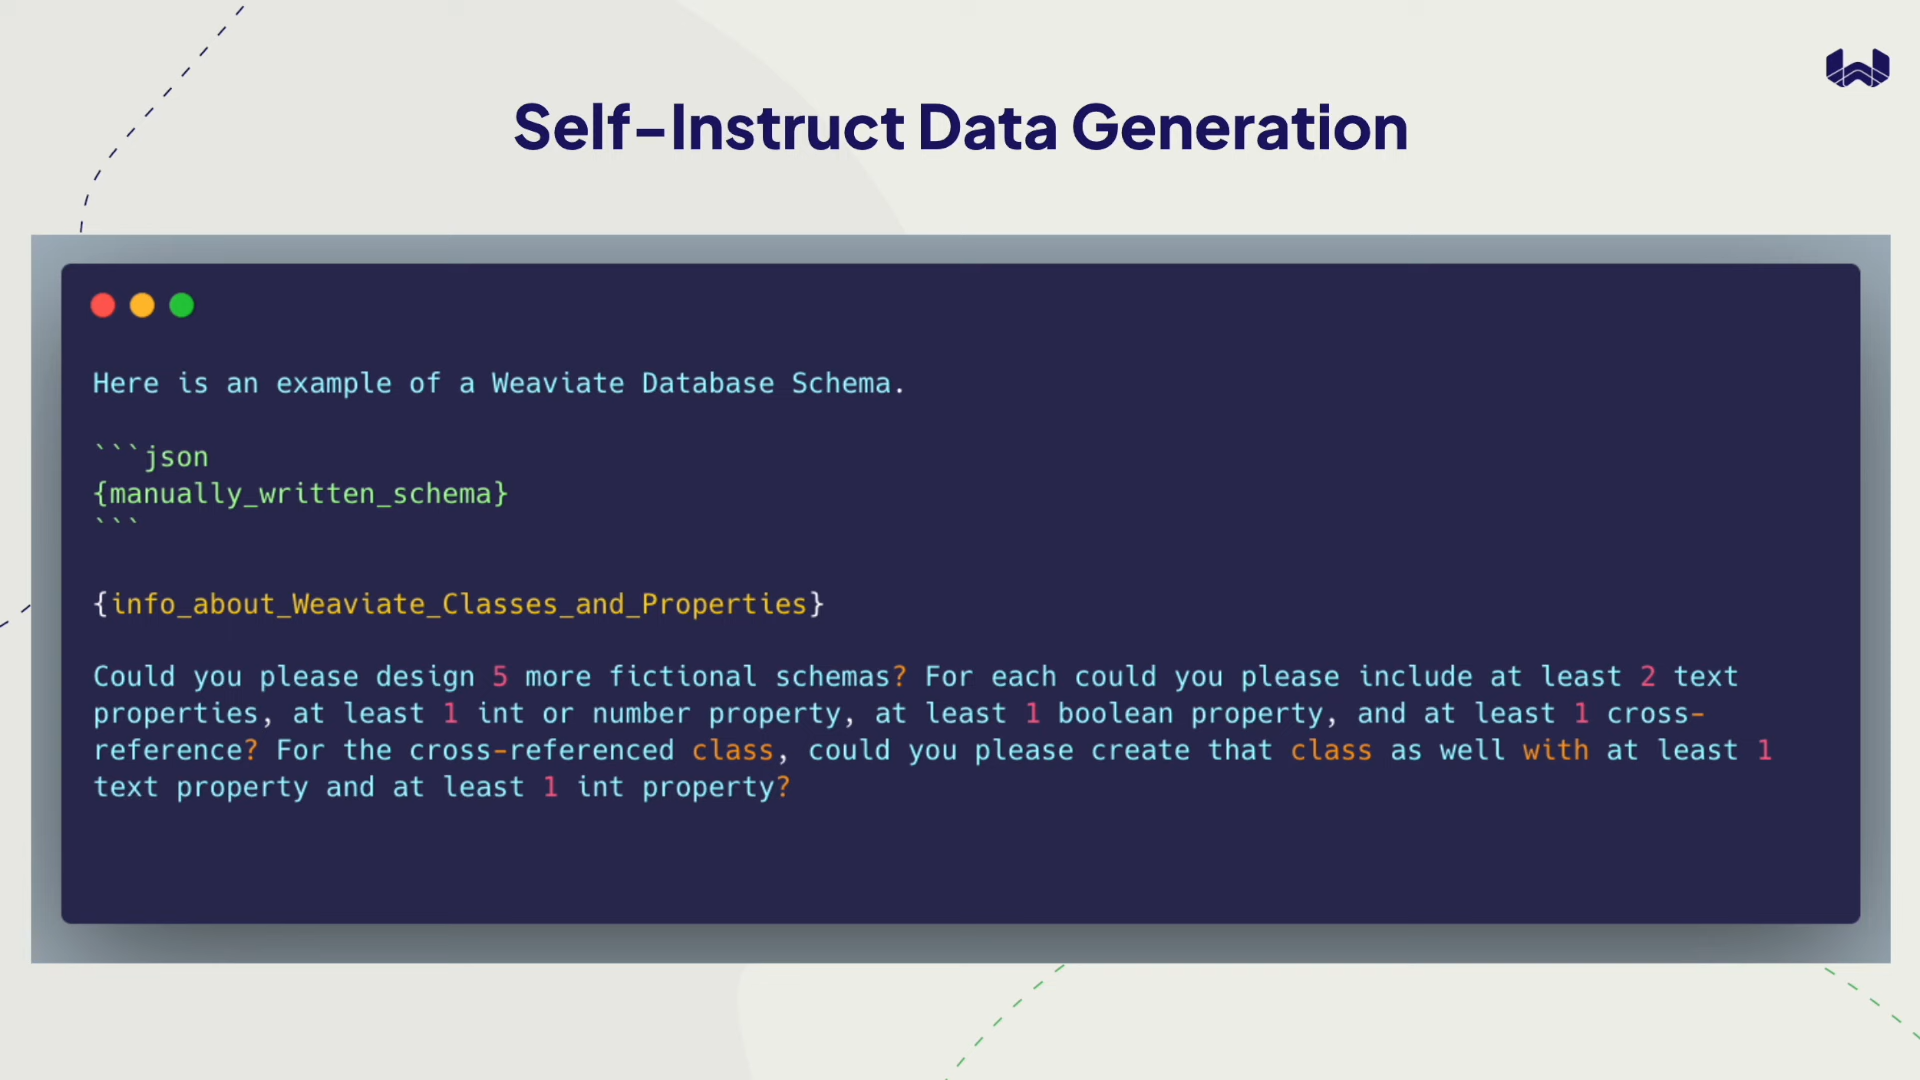 Self-Instruct Data Generation
Here is an example of a Weaviate Database Schema.
```json
{manually_written_schema}
```
{info_about_Weaviate_Classes_and_Properties}
Could you please design 5 more fictional schemas? For each could you please include at least 2 text
properties, at least 1 int or number property, at least 1 boolean property, and at least 1 cross-
reference? For the cross-referenced class, could you please create that class as well with at least 1
text property and at least 1 int property?